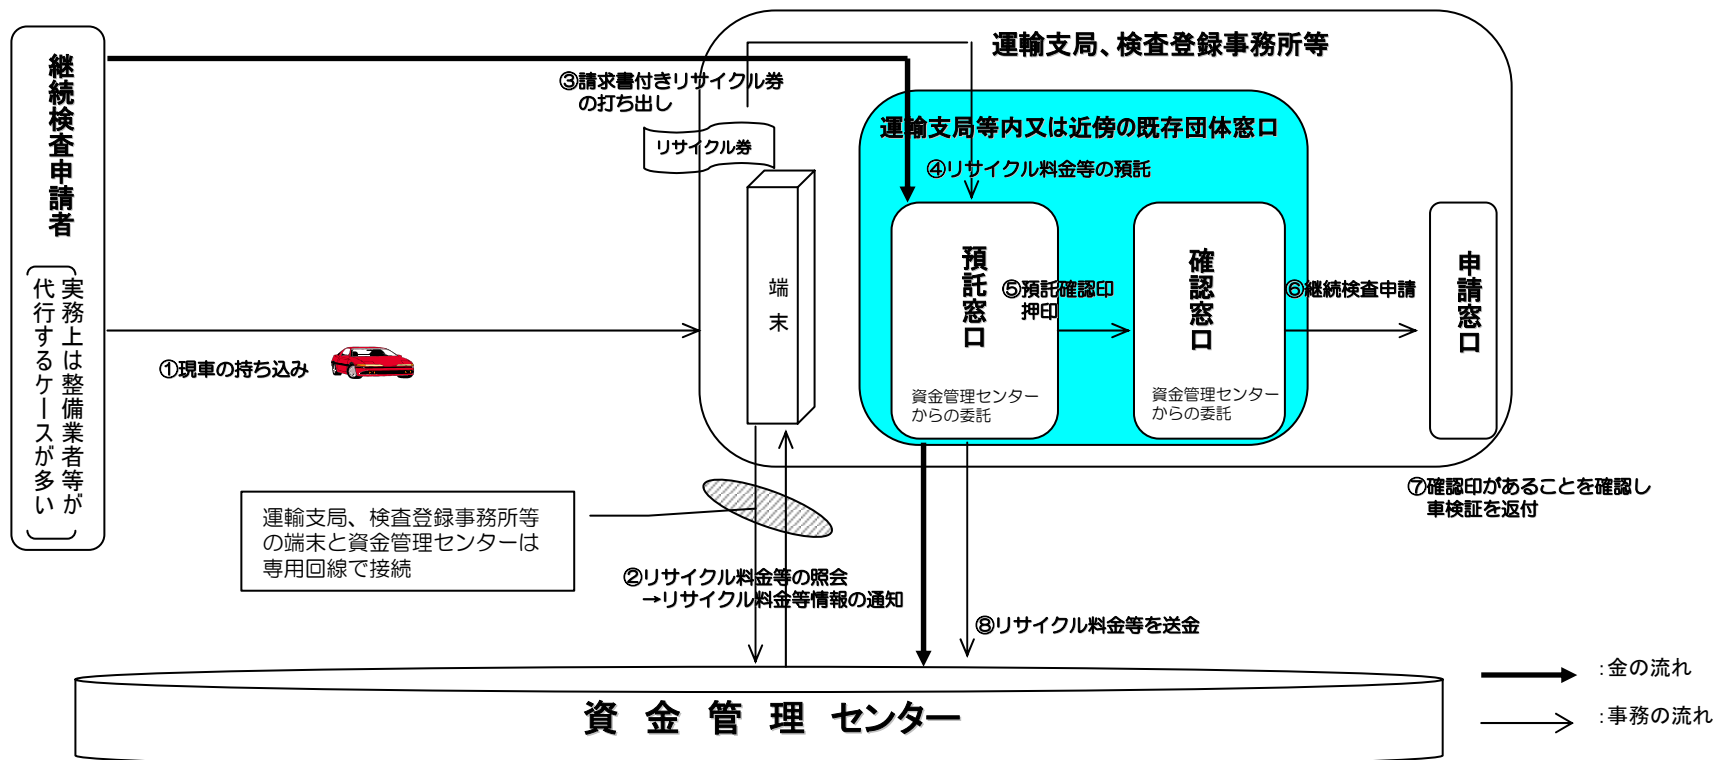 継続検査申請者
実務上は整備業者等が
代行するケースが多い
運輸支局、検査登録事務所等
③請求書付きリサイクル券
の打ち出し
リサイクル券
端末
運輸支局等内又は近傍の既存団体窓口
④リサイクル料金等の預託
預託窓口
資金管理センター
からの委託
⑤預託確認印
押印
確認窓口
資金管理センター
からの委託
⑥継続検査申請
申請窓口
①現車の持ち込み
⑦確認印があることを確認し
車検証を返付
運輸支局、検査登録事務所等
の端末と資金管理センターは
専用回線で接続
②リサイクル料金等の照会
→リサイクル料金等情報の通知
⑧リサイクル料金等を送金
資金管理センター
:金の流れ
:事務の流れ